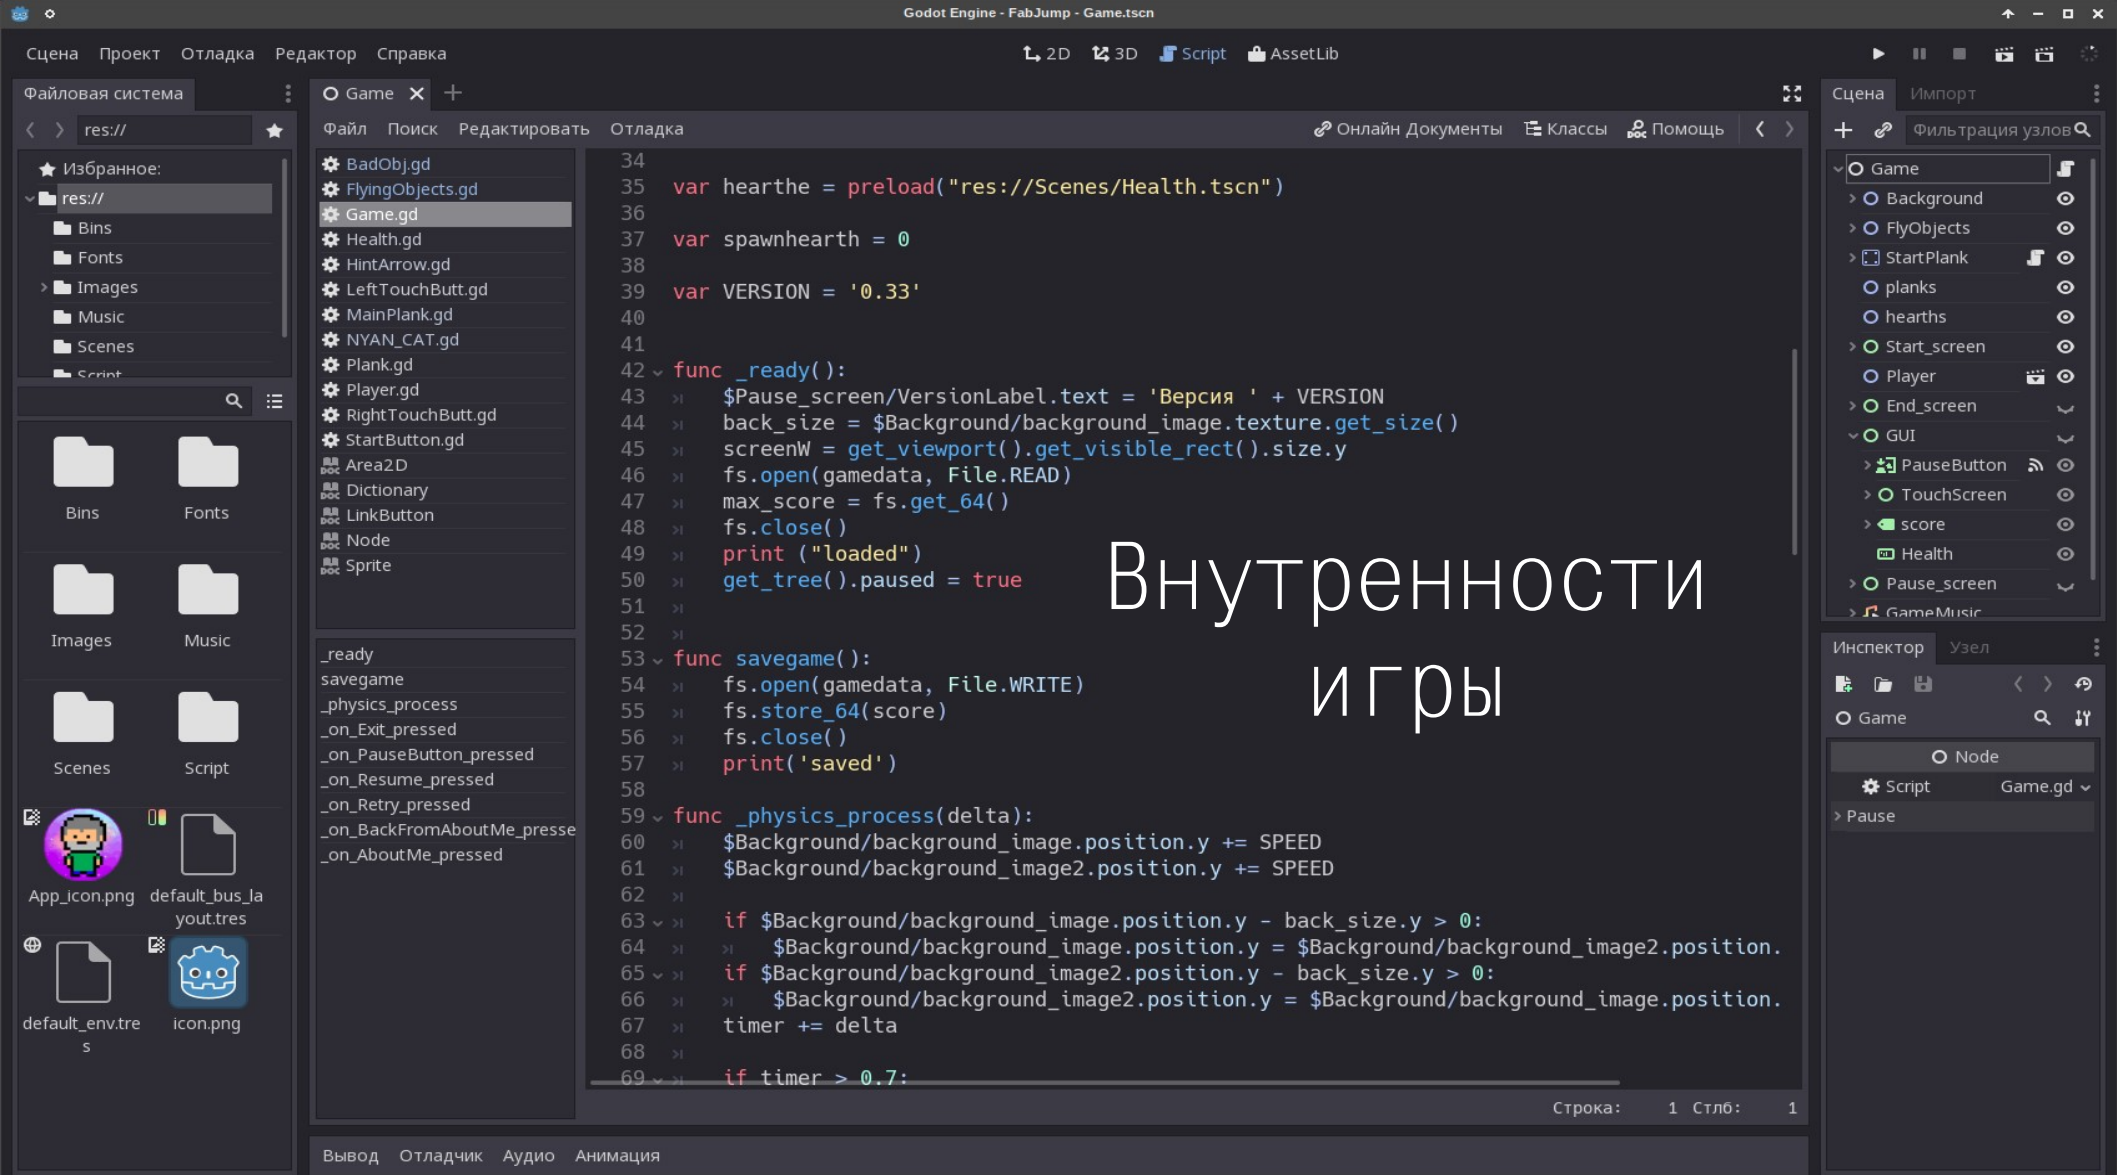 Godot Engine - FabJump - Game.tscn
Сцена Проект Отладка Редактор Справка
2D 3D Script AssetLib
Файловая система
res://
Избранное:
res://
Bins
Fonts
Images
Music
Scenes
Script
Bins Fonts
Images Music
Scenes Script
App_icon.png default_bus_la
yout.tres
default_env.tre icon.png
s
Game
Файл Поиск Редактировать Отладка
Онлайн Документы Классы Помощь
BadObj.gd
FlyingObjects.gd
Game.gd
Health.gd
HintArrow.gd
LeftTouchButt.gd
MainPlank.gd
NYAN_CAT.gd
Plank.gd
Player.gd
RightTouchButt.gd
StartButton.gd
Area2D
Dictionary
LinkButton
Node
Sprite
_ready
savegame
_physics_process
_on_Exit_pressed
_on_PauseButton_pressed
_on_Resume_pressed
_on_Retry_pressed
_on_BackFromAboutMe_presse
_on_AboutMe_pressed
34
35 var hearthe = preload("res://Scenes/Health.tscn")
36
37 var spawnhearth = 0
38
39 var VERSION = '0.33'
40
41
42 func _ready():
43 $Pause_screen/VersionLabel.text = 'Версия ' + VERSION
44 back_size = $Background/background_image.texture.get_size()
45 screenW = get_viewport().get_visible_rect().size.y
46 fs.open(gamedata, File.READ)
47 max_score = fs.get_64()
48 fs.close()
49 print ("loaded")
50 get_tree().paused = true
51
52
53 func savegame():
54 fs.open(gamedata, File.WRITE)
55 fs.store_64(score)
56 fs.close()
57 print('saved')
58
59 func _physics_process(delta):
60 $Background/background_image.position.y += SPEED
61 $Background/background_image2.position.y += SPEED
62
63 if $Background/background_image.position.y - back_size.y > 0:
64 $Background/background_image.position.y = $Background/background_image2.position.
65 if $Background/background_image2.position.y - back_size.y > 0:
66 $Background/background_image2.position.y = $Background/background_image.position.
67 timer += delta
68
69 if timer > 0.7:
Внутренности
игры
Строка: 1 Стлб: 1
Вывод Отладчик Аудио Анимация
Сцена Импорт
Фильтрация узлов
Game
Background
FlyObjects
StartPlank
planks
hearths
Start_screen
Player
End_screen
GUI
PauseButton
TouchScreen
score
Health
Pause_screen
GameMusic
Инспектор Узел
Game
Node
Script Game.gd
Pause